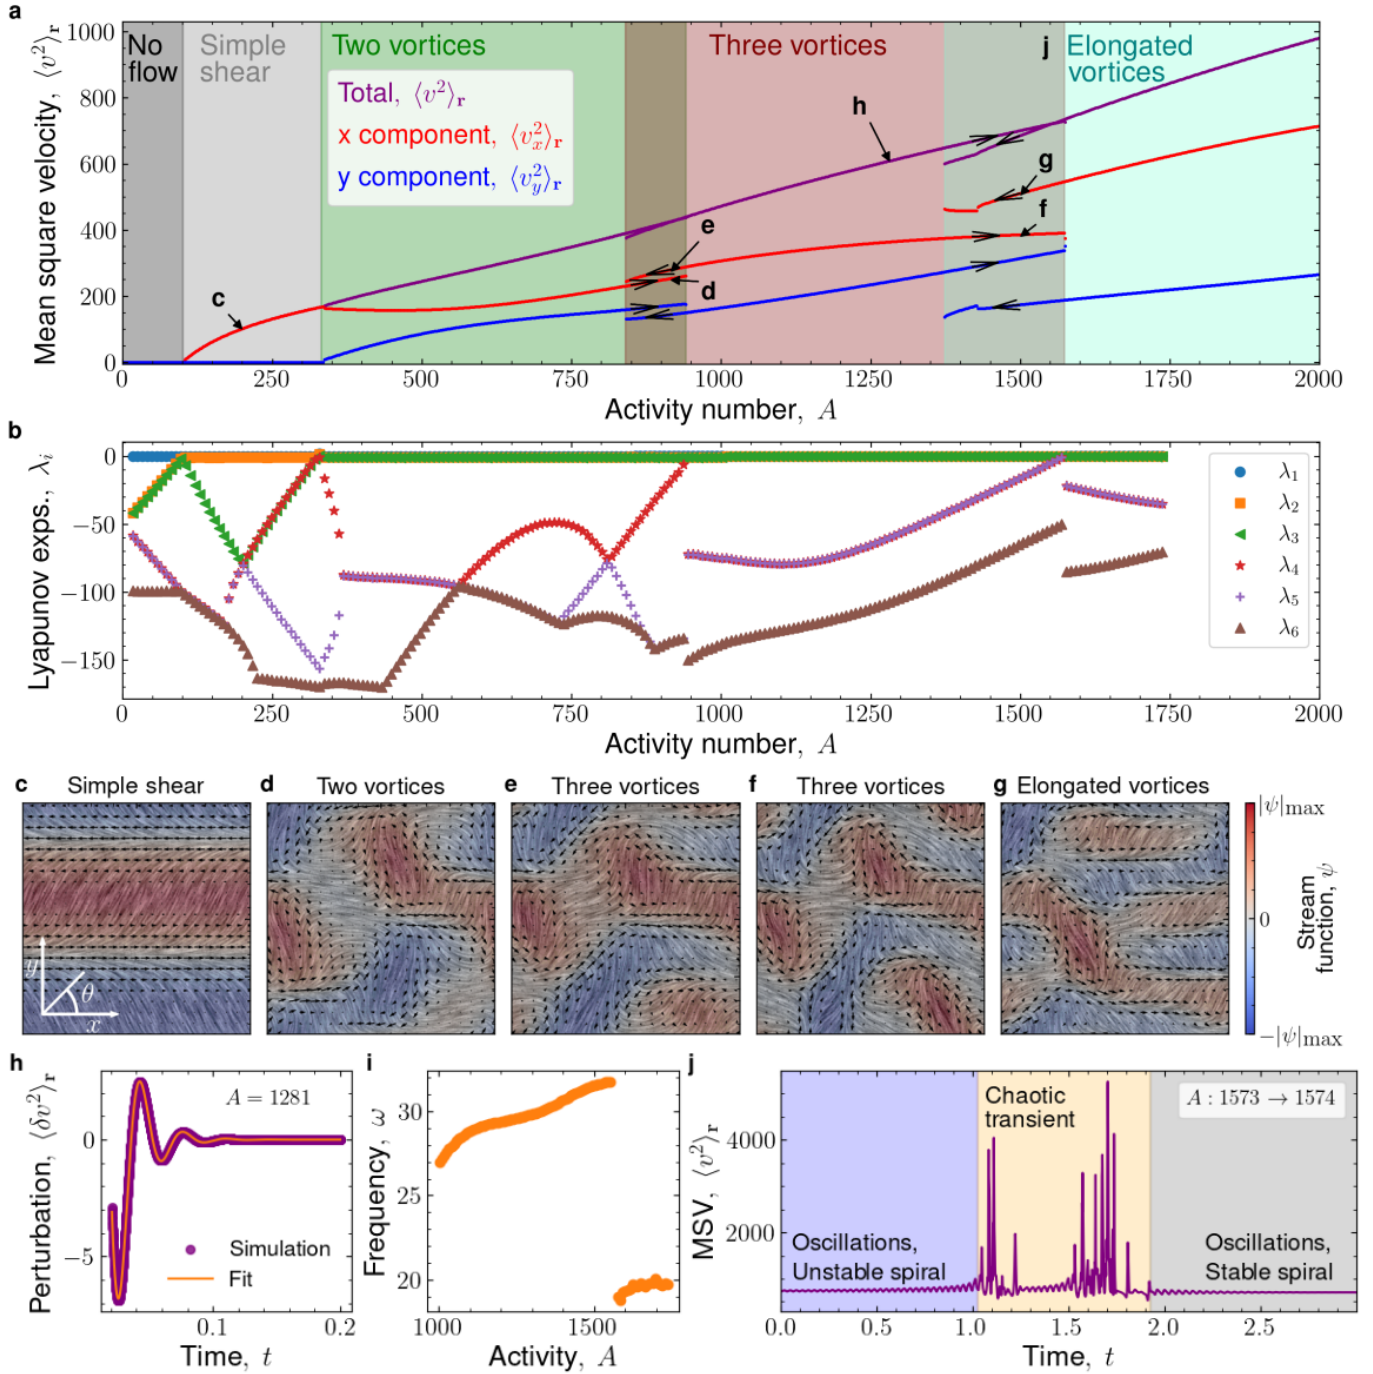 a
Mean square velocity, ⟨v²⟩r
1000
800
600
400
200
0
No
flow
Simple
shear
Two vortices
Three vortices
Elongated
vortices
Total, ⟨v²⟩r
x component, ⟨v²x⟩r
y component, ⟨v²y⟩r
c
d
e
f
g
h
j
0 250 500 750 1000 1250 1500 1750 2000
Activity number, A
b
Lyapunov exps., λi
0
−50
−100
−150
λ1
λ2
λ3
λ4
λ5
λ6
0 250 500 750 1000 1250 1500 1750 2000
Activity number, A
c Simple shear
y
θ
x
d Two vortices
e Three vortices
f Three vortices
g Elongated vortices
|ψ|max
0
−|ψ|max
Stream
function, ψ
h
Perturbation, ⟨δv²⟩r
0
−5
A = 1281
Simulation
Fit
0.1 0.2
Time, t
i
Frequency, ω
30
25
20
1000 1500
Activity, A
j
MSV, ⟨v²⟩r
4000
2000
Chaotic
transient
A : 1573 → 1574
Oscillations,
Unstable spiral
Oscillations,
Stable spiral
0.0 0.5 1.0 1.5 2.0 2.5
Time, t